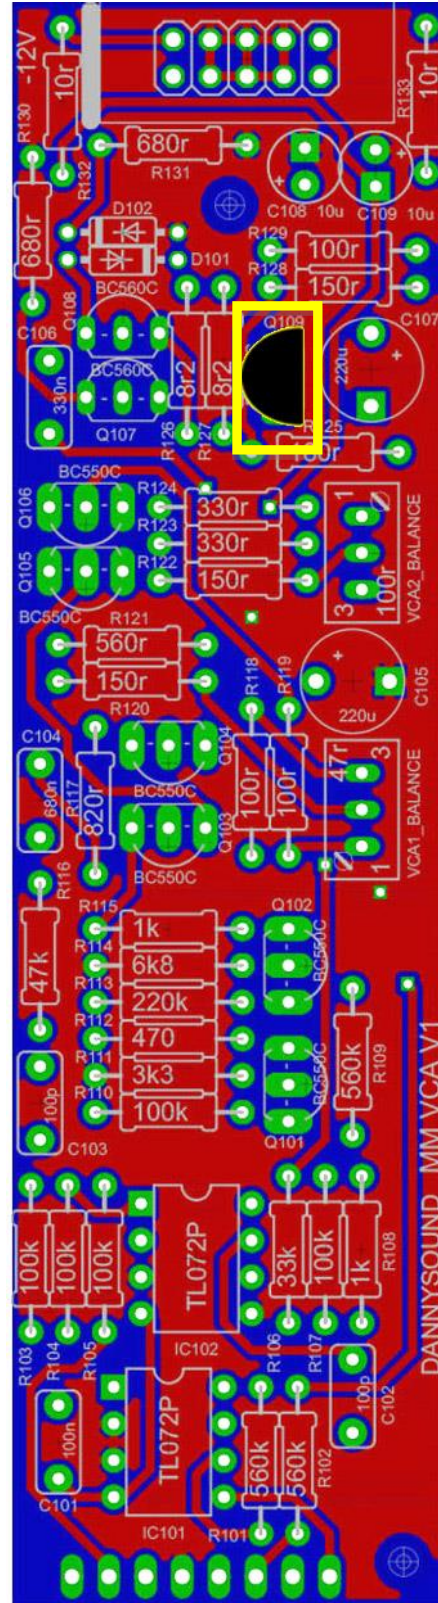 -12V
10r
R130
R132
10r
R133
680r
R131
680r
C108
10u
C109
10u
D102
D101
R129
100r
R128
150r
BC560C
Q108
Q109
C107
220u
C106
330n
BC560C
Q107
8r2
8r2
R126
R127
BC550C
Q106
R124
330r
R123
330r
R122
150r
1
3
100r
VCA2_BALANCE
Q105
BC550C
R121
560r
150r
R120
R118
R119
C105
220u
C104
680n
R117
820r
Q104
BC550C
Q103
BC550C
100r
100r
47r
3
1
VCA1_BALANCE
R116
47k
R115
1k
R114
6k8
R113
220k
R112
470
R111
3k3
R110
100k
Q102
BC550C
BC550C
Q101
R109
560k
100p
C103
100k
100k
100k
R103
R104
R105
TL072P
IC102
33k
100k
1k
R106
R107
R108
DANNYSOUND MM VCA V1
100n
C101
TL072P
IC101
560k
560k
R101
R102
100p
C102